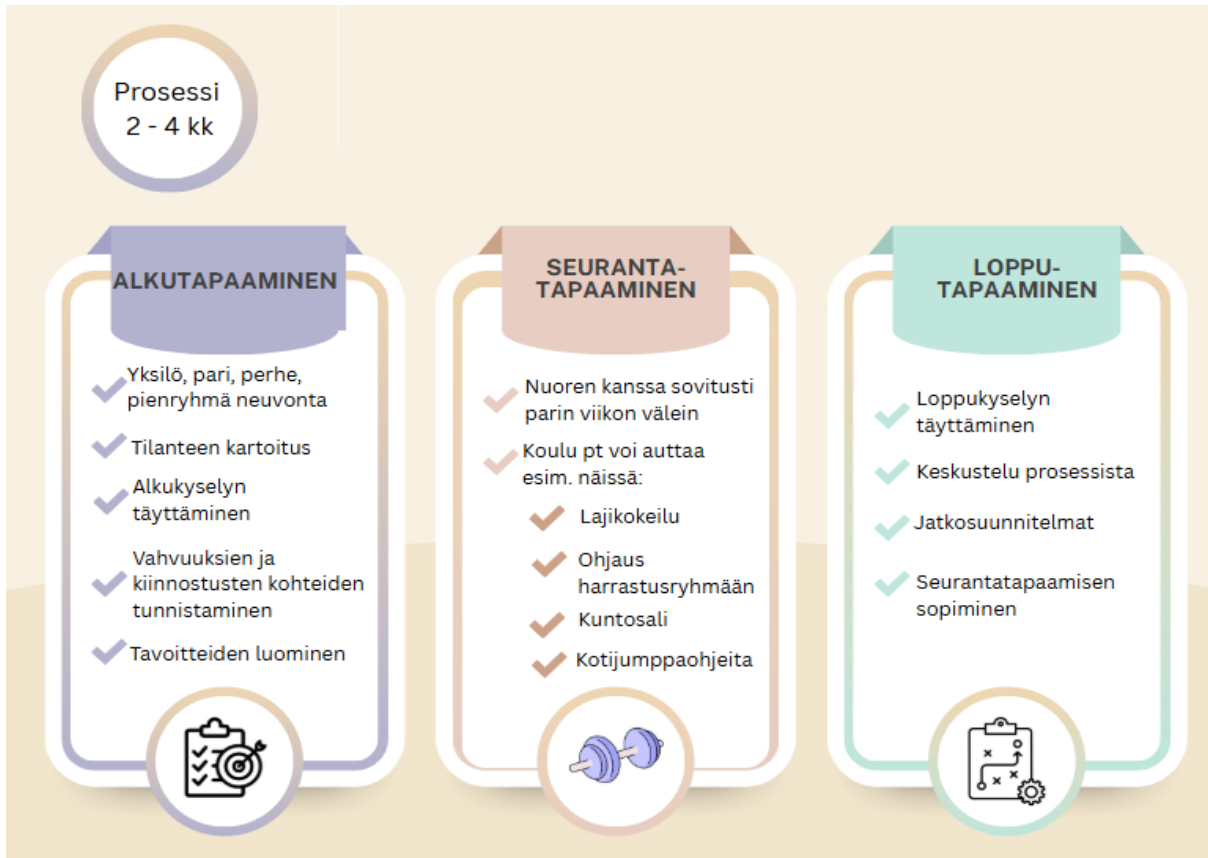 Prosessi
2 - 4 kk
ALKUTAPAAMINEN
Yksilö, pari, perhe,
pienryhmä neuvonta
Tilanteen kartoitus
Alkukyselyn
täyttäminen
Vahvuuksien ja
kiinnostusten kohteiden
tunnistaminen
Tavoitteiden luominen
SEURANTA-
TAPAAMINEN
Nuoren kanssa sovitusti
parin viikon välein
Koulu pt voi auttaa
esim. näissä:
Lajikokeilu
Ohjaus
harrastusryhmään
Kuntosali
Kotijumppaohjeita
LOPPU-
TAPAAMINEN
Loppukyselyn
täyttäminen
Keskustelu prosessista
Jatkosuunnitelmat
Seurantatapaamisen
sopiminen